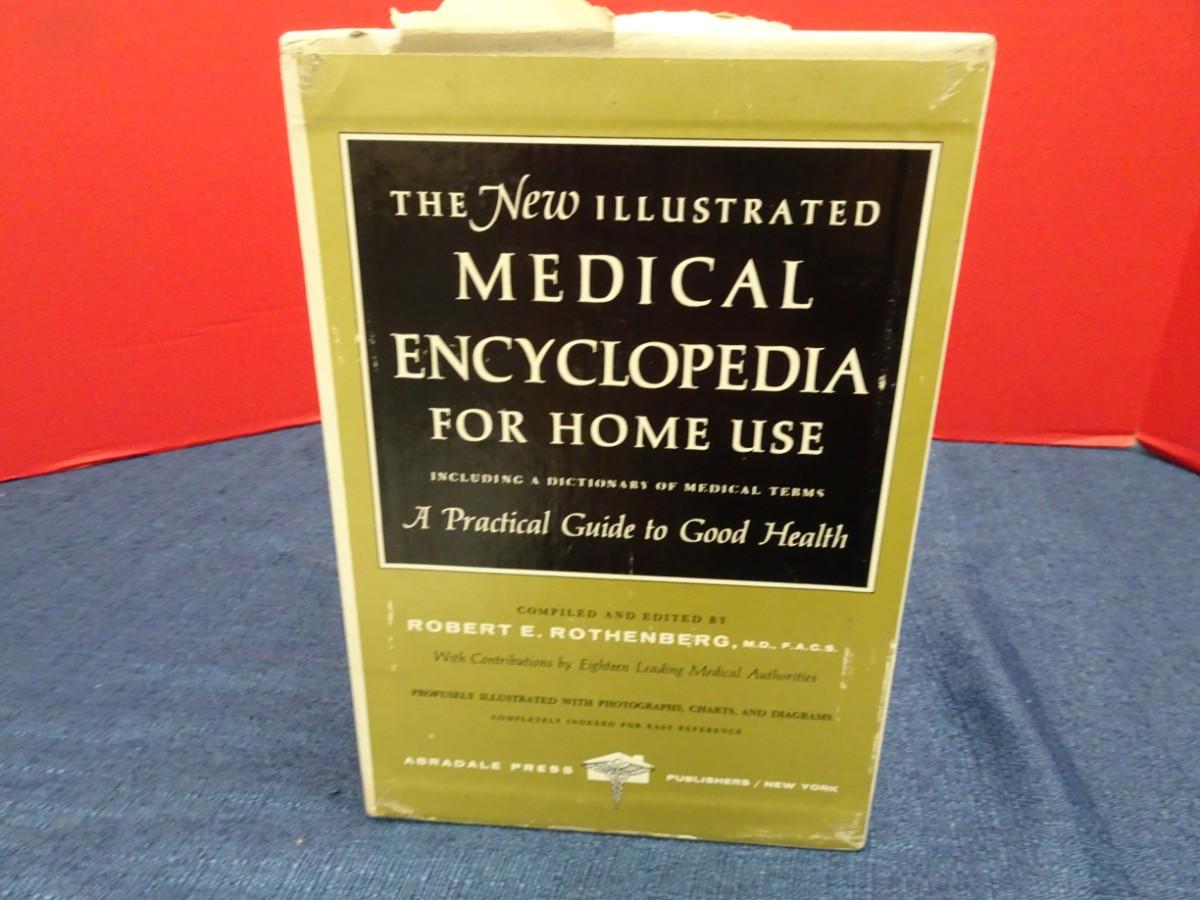 THE New ILLUSTRATED
MEDICAL
ENCYCLOPEDIA
FOR HOME USE
INCLUDING A DICTIONARY OF MEDICAL TERMS
A Practical Guide to Good Health
COMPILED AND EDITED BY
ROBERT E. ROTHENBERG, M.D., F.A.C.S.
With Contributions by Eighteen Leading Medical Authorities
PROFUSELY ILLUSTRATED WITH PHOTOGRAPHS, CHARTS, AND DIAGRAMS
COMPLETELY INDEXED FOR EASY REFERENCE
ABRADALE PRESS PUBLISHERS / NEW YORK